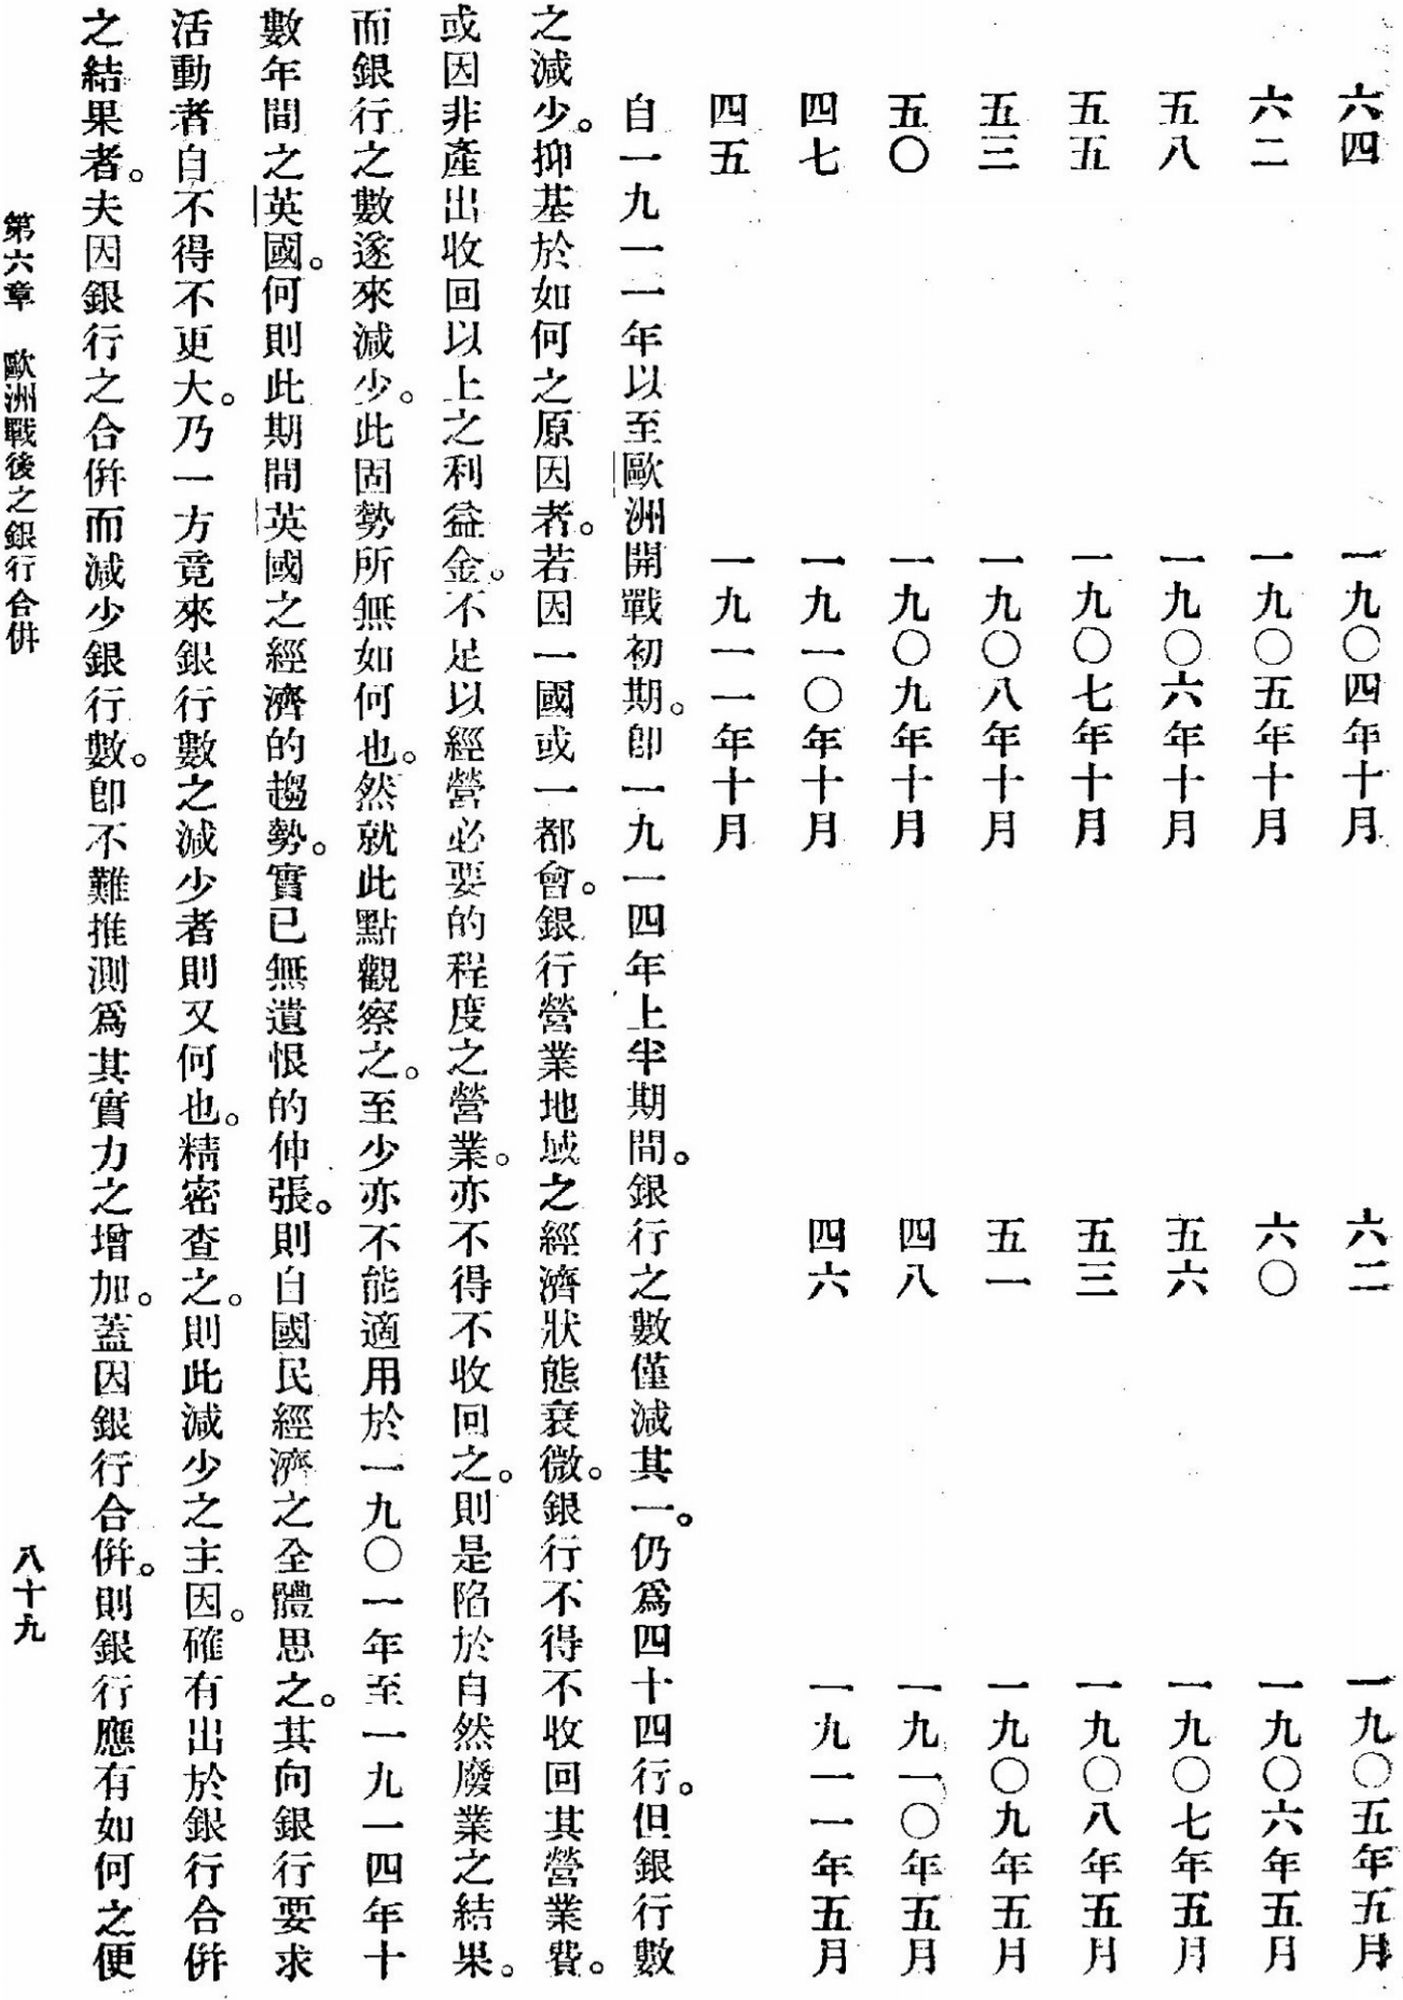 六四　一九〇四年十月　六二　一九〇五年五月
六二　一九〇五年十月　六〇　一九〇六年五月
五八　一九〇六年十月　五六　一九〇七年五月
五五　一九〇七年十月　五三　一九〇八年五月
五三　一九〇八年十月　五一　一九〇九年五月
五〇　一九〇九年十月　四八　一九一〇年五月
四七　一九一〇年十月　四六　一九一一年五月
四五　一九一一年十月
自一九一一年以至歐洲開戰初期。卽一九一四年上半期間。銀行之數僅減其一。仍爲四十四行。但銀行數
之減少。抑基於如何之原因者。若因一國或一都會。銀行營業地域之經濟狀態衰微。銀行不得不收回其營業費。
或因非產出收回以上之利益金。不足以經營必要的程度之營業。亦不得不收回之。則是陷於自然廢業之結果。
而銀行之數遂來減少。此固勢所無如何也。然就此點觀察之。至少亦不能適用於一九〇一年至一九一四年十
數年間之英國。何則此期間英國之經濟的趨勢。實已無遺恨的伸張。則自國民經濟之全體思之。其向銀行要求
活動者自不得不更大。乃一方竟來銀行數之減少者則又何也。精密查之。則此減少之主因。確有出於銀行合併
之結果者。夫因銀行之合併而減少銀行數。卽不難推測爲其實力之增加。蓋因銀行合併。則銀行應有如何之便
第六章　歐洲戰後之銀行合併　八十九